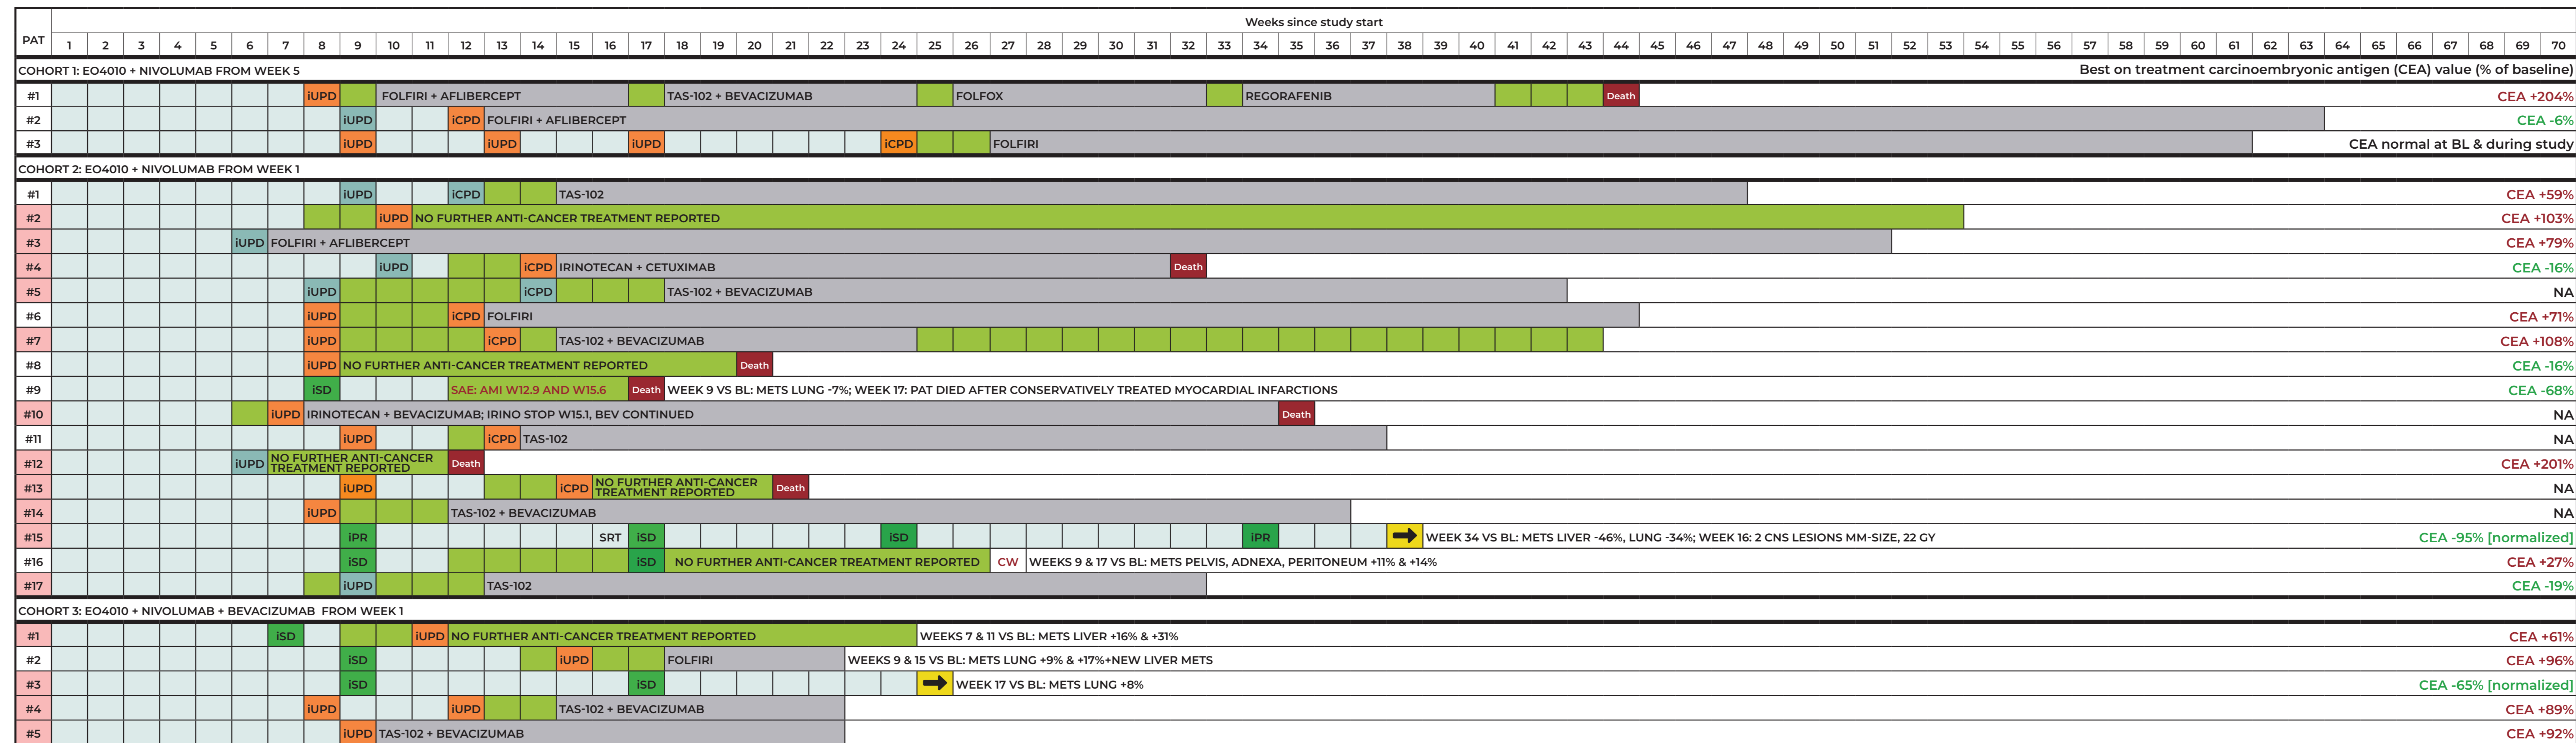 Weeks since study start
PAT 1 2 3 4 5 6 7 8 9 10 11 12 13 14 15 16 17 18 19 20 21 22 23 24 25 26 27 28 29 30 31 32 33 34 35 36 37 38 39 40 41 42 43 44 45 46 47 48 49 50 51 52 53 54 55 56 57 58 59 60 61 62 63 64 65 66 67 68 69 70
COHORT 1: EO4010 + NIVOLUMAB FROM WEEK 5 Best on treatment carcinoembryonic antigen (CEA) value (% of baseline)
#1 iUPD FOLFIRI + AFLIBERCEPT TAS-102 + BEVACIZUMAB FOLFOX REGORAFENIB Death CEA +204%
#2 iUPD iCPD FOLFIRI + AFLIBERCEPT CEA -6%
#3 iUPD iUPD iUPD iCPD FOLFIRI CEA normal at BL & during study
COHORT 2: EO4010 + NIVOLUMAB FROM WEEK 1
#1 iUPD iCPD TAS-102 CEA +59%
#2 iUPD NO FURTHER ANTI-CANCER TREATMENT REPORTED CEA +103%
#3 iUPD FOLFIRI + AFLIBERCEPT CEA +79%
#4 iUPD iCPD IRINOTECAN + CETUXIMAB Death CEA -16%
#5 iUPD iCPD TAS-102 + BEVACIZUMAB NA
#6 iUPD iCPD FOLFIRI CEA +71%
#7 iUPD iCPD TAS-102 + BEVACIZUMAB CEA +108%
#8 iUPD NO FURTHER ANTI-CANCER TREATMENT REPORTED Death CEA -16%
#9 iSD SAE: AMI W12.9 AND W15.6 Death WEEK 9 VS BL: METS LUNG -7%; WEEK 17: PAT DIED AFTER CONSERVATIVELY TREATED MYOCARDIAL INFARCTIONS CEA -68%
#10 iUPD IRINOTECAN + BEVACIZUMAB; IRINO STOP W15.1, BEV CONTINUED Death NA
#11 iUPD iCPD TAS-102 NA
#12 iUPD NO FURTHER ANTI-CANCER
TREATMENT REPORTED Death CEA +201%
#13 iUPD iCPD NO FURTHER ANTI-CANCER
TREATMENT REPORTED Death NA
#14 iUPD TAS-102 + BEVACIZUMAB NA
#15 iPR SRT iSD iSD iPR WEEK 34 VS BL: METS LIVER -46%, LUNG -34%; WEEK 16: 2 CNS LESIONS MM-SIZE, 22 GY CEA -95% [normalized]
#16 iSD iSD NO FURTHER ANTI-CANCER TREATMENT REPORTED CW WEEKS 9 & 17 VS BL: METS PELVIS, ADNEXA, PERITONEUM +11% & +14% CEA +27%
#17 iUPD TAS-102 CEA -19%
COHORT 3: EO4010 + NIVOLUMAB + BEVACIZUMAB FROM WEEK 1
#1 iSD iUPD NO FURTHER ANTI-CANCER TREATMENT REPORTED WEEKS 7 & 11 VS BL: METS LIVER +16% & +31% CEA +61%
#2 iSD iUPD FOLFIRI WEEKS 9 & 15 VS BL: METS LUNG +9% & +17%+NEW LIVER METS CEA +96%
#3 iSD iSD WEEK 17 VS BL: METS LUNG +8% CEA -65% [normalized]
#4 iUPD iUPD TAS-102 + BEVACIZUMAB CEA +89%
#5 iUPD TAS-102 + BEVACIZUMAB CEA +92%